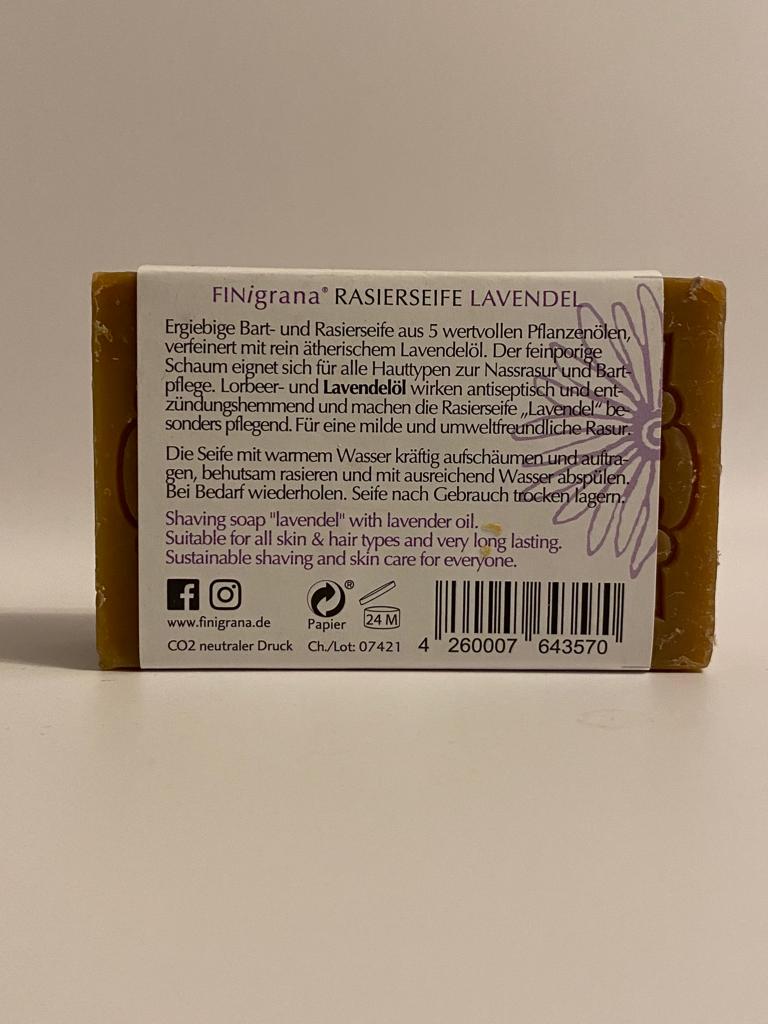 FINigrana® RASIERSEIFE LAVENDEL
Ergiebige Bart- und Rasierseife aus 5 wertvollen Pflanzenölen,
verfeinert mit rein ätherischem Lavendelöl. Der feinporige
Schaum eignet sich für alle Hauttypen zur Nassrasur und Bart-
pflege. Lorbeer- und Lavendelöl wirken antiseptisch und ent-
zündungshemmend und machen die Rasierseife „Lavendel“ be-
sonders pflegend. Für eine milde und umweltfreundliche Rasur.
Die Seife mit warmem Wasser kräftig aufschäumen und auftra-
gen, behutsam rasieren und mit ausreichend Wasser abspülen.
Bei Bedarf wiederholen. Seife nach Gebrauch trocken lagern.
Shaving soap "lavendel" with lavender oil.
Suitable for all skin & hair types and very long lasting.
Sustainable shaving and skin care for everyone.
www.finigrana.de
® Papier
24 M
CO2 neutraler Druck Ch./Lot: 07421
4 260007 643570